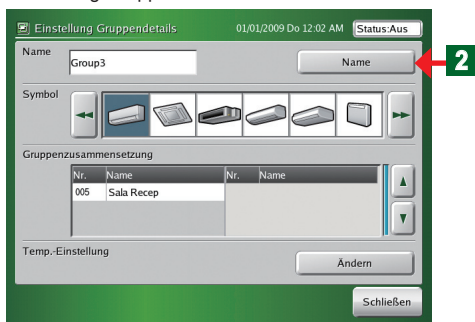 Einstellung Gruppendetails 01/01/2009 Do 12:02 AM Status:Aus
Name
Group3 Name
2
Symbol
Gruppenzusammensetzung
Nr. Name Nr. Name
005 Sala Recep
Temp.-Einstellung
Ändern
Schließen